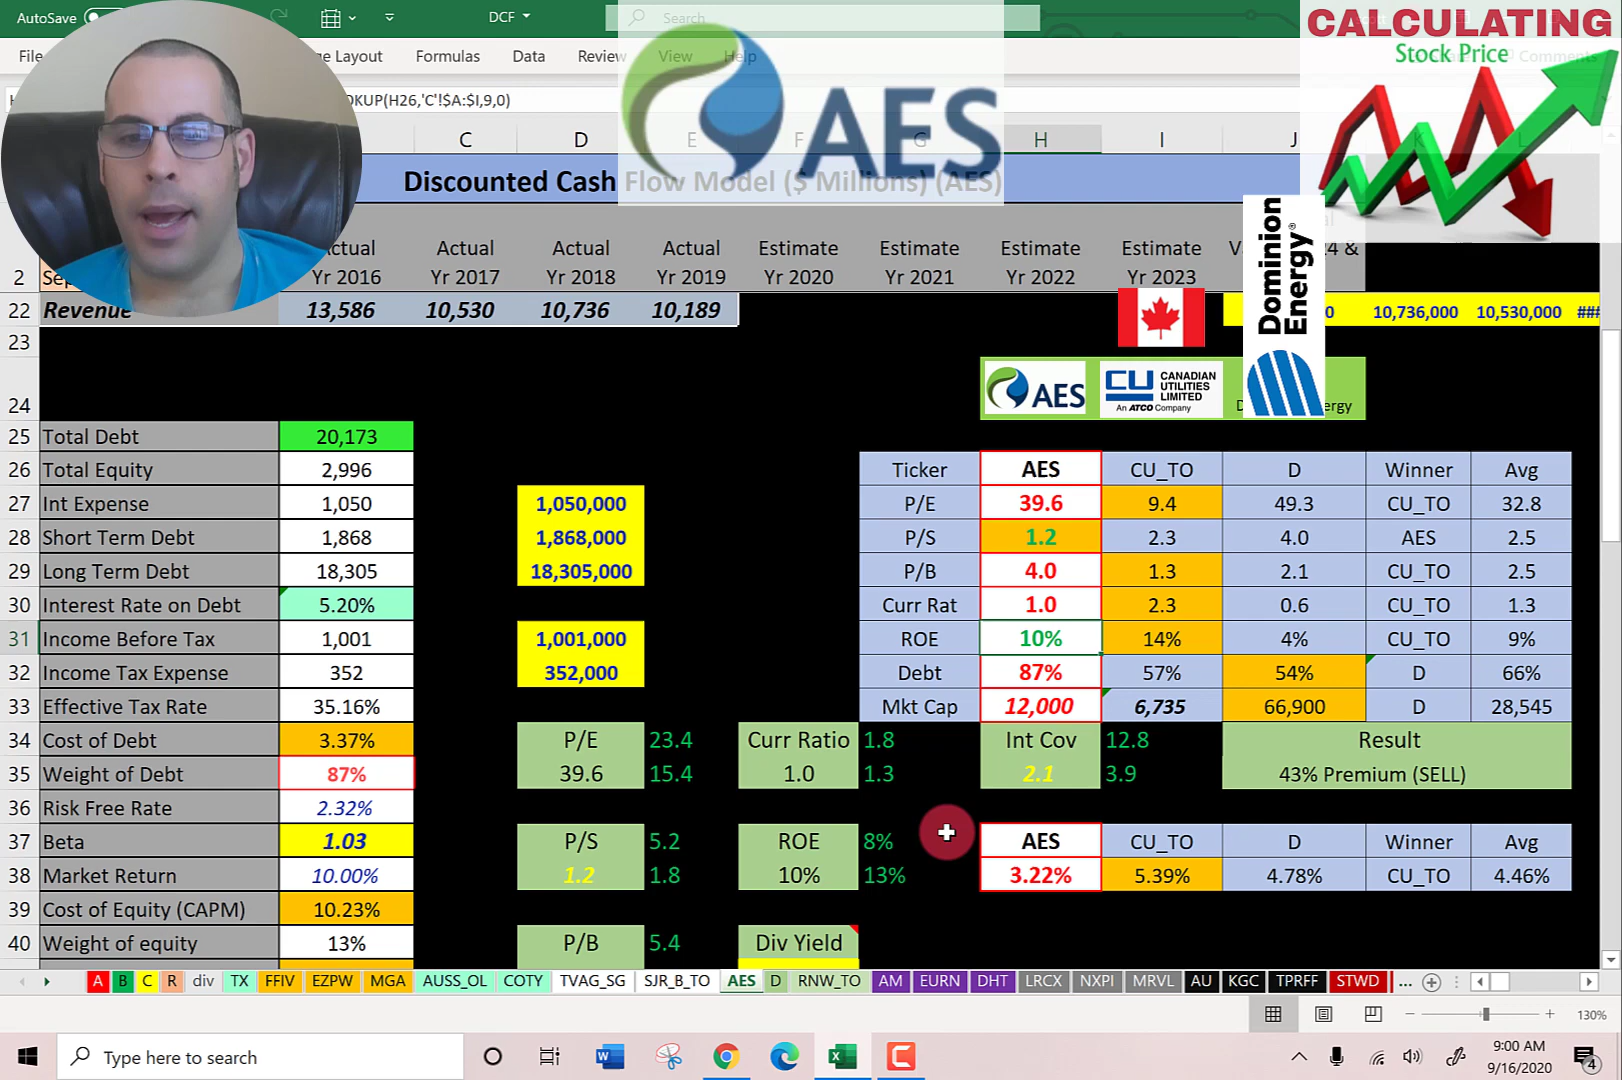 AutoSave
DCF
Search
CALCULATING
Stock Price
File
ge Layout
Formulas
Data
Review
View
Help
Comments
OKUP(H26,'C'!$A:$I,9,0)
AES
C D E F G H I J K L
Discounted Cash Flow Model ($ Millions) (AES)
Actual Actual Actual Actual Estimate Estimate Estimate Estimate
2 Yr 2016 Yr 2017 Yr 2018 Yr 2019 Yr 2020 Yr 2021 Yr 2022 Yr 2023
Dominion Energy®
22 Revenue 13,586 10,530 10,736 10,189 10,736,000 10,530,000 ###
23
24 AES CU CANADIAN UTILITIES LIMITED An ATCO Company
25 Total Debt 20,173
26 Total Equity 2,996 Ticker AES CU_TO D Winner Avg
27 Int Expense 1,050 1,050,000 P/E 39.6 9.4 49.3 CU_TO 32.8
28 Short Term Debt 1,868 1,868,000 P/S 1.2 2.3 4.0 AES 2.5
29 Long Term Debt 18,305 18,305,000 P/B 4.0 1.3 2.1 CU_TO 2.5
30 Interest Rate on Debt 5.20% Curr Rat 1.0 2.3 0.6 CU_TO 1.3
31 Income Before Tax 1,001 1,001,000 ROE 10% 14% 4% CU_TO 9%
32 Income Tax Expense 352 352,000 Debt 87% 57% 54% D 66%
33 Effective Tax Rate 35.16% Mkt Cap 12,000 6,735 66,900 D 28,545
34 Cost of Debt 3.37% P/E 23.4 Curr Ratio 1.8 Int Cov 12.8 Result
35 Weight of Debt 87% 39.6 15.4 1.0 1.3 2.1 3.9 43% Premium (SELL)
36 Risk Free Rate 2.32%
37 Beta 1.03 P/S 5.2 ROE 8% AES CU_TO D Winner Avg
38 Market Return 10.00% 1.2 1.8 10% 13% 3.22% 5.39% 4.78% CU_TO 4.46%
39 Cost of Equity (CAPM) 10.23%
40 Weight of equity 13% P/B 5.4 Div Yield
A B C R div TX FFIV EZPW MGA AUSS_OL COTY TVAG_SG SJR_B_TO AES D RNW_TO AM EURN DHT LRCX NXPI MRVL AU KGC TPRFF STWD ...
130%
Type here to search
9:00 AM
9/16/2020
4